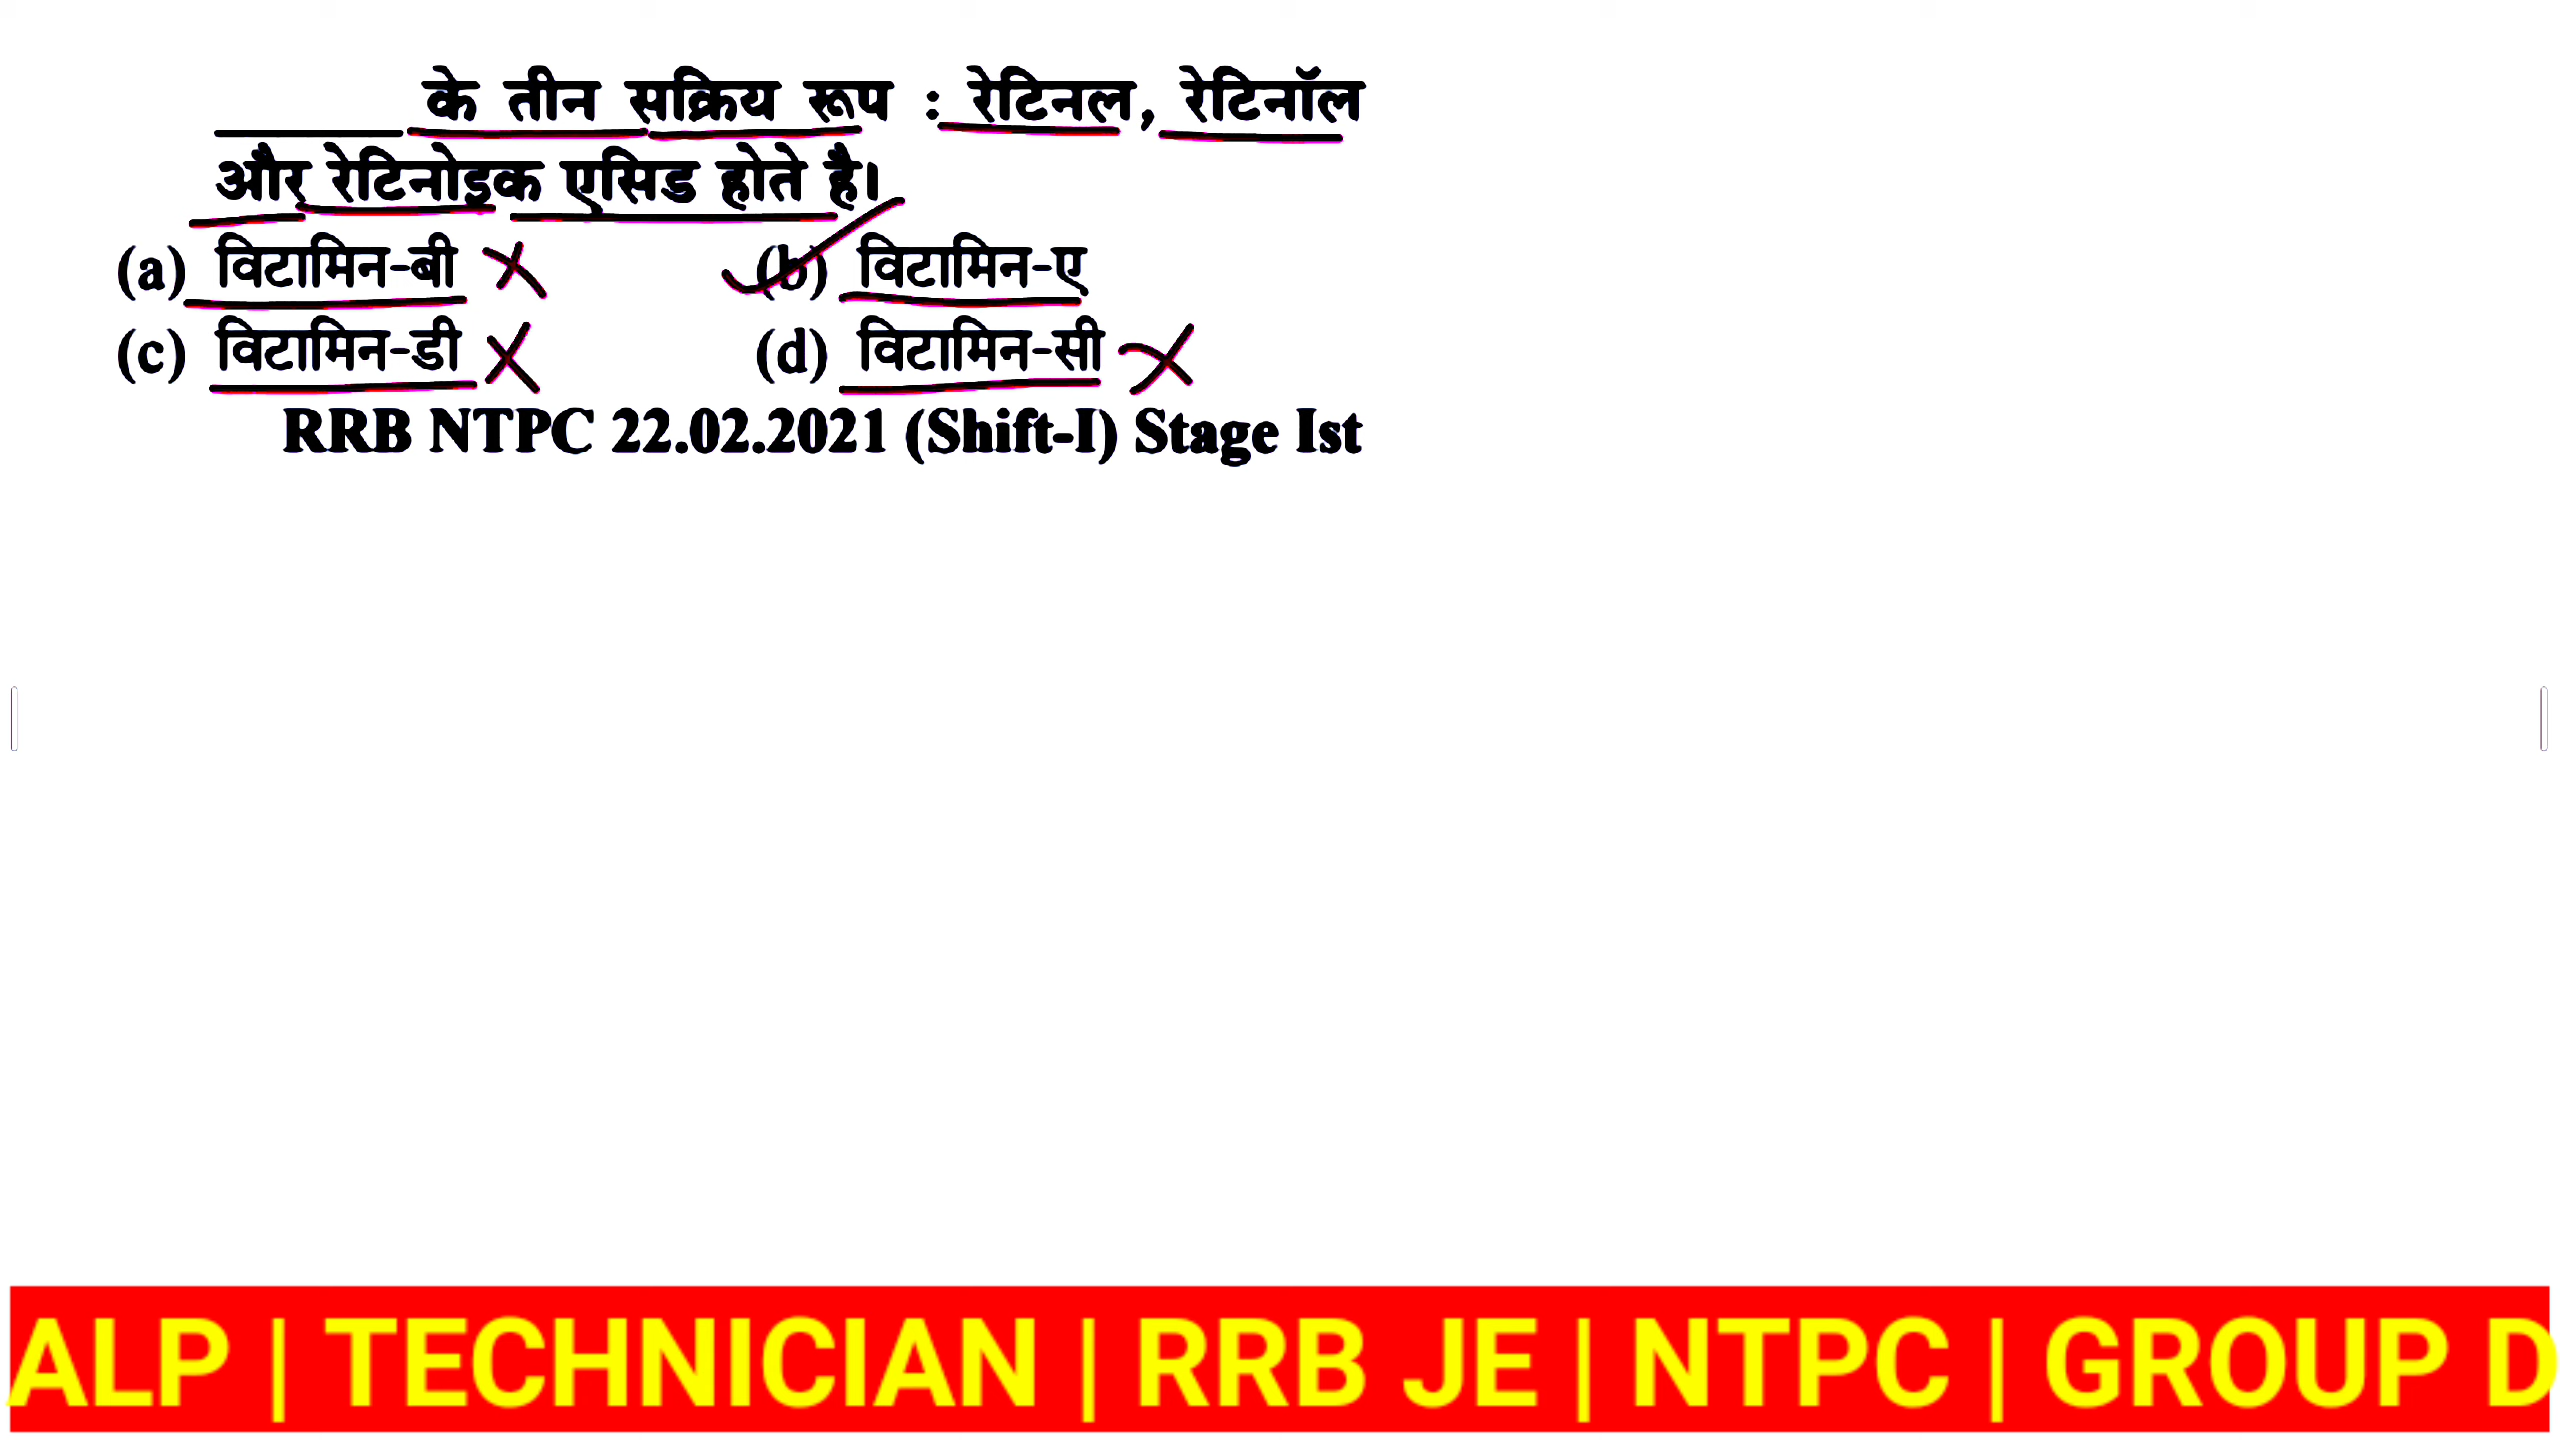 ________ के तीन सक्रिय रूप : रेटिनल, रेटिनॉल
और रेटिनोइक एसिड होते है।
(a) विटामिन-बी (b) विटामिन-ए
(c) विटामिन-डी (d) विटामिन-सी
RRB NTPC 22.02.2021 (Shift-I) Stage Ist
ALP | TECHNICIAN | RRB JE | NTPC | GROUP D